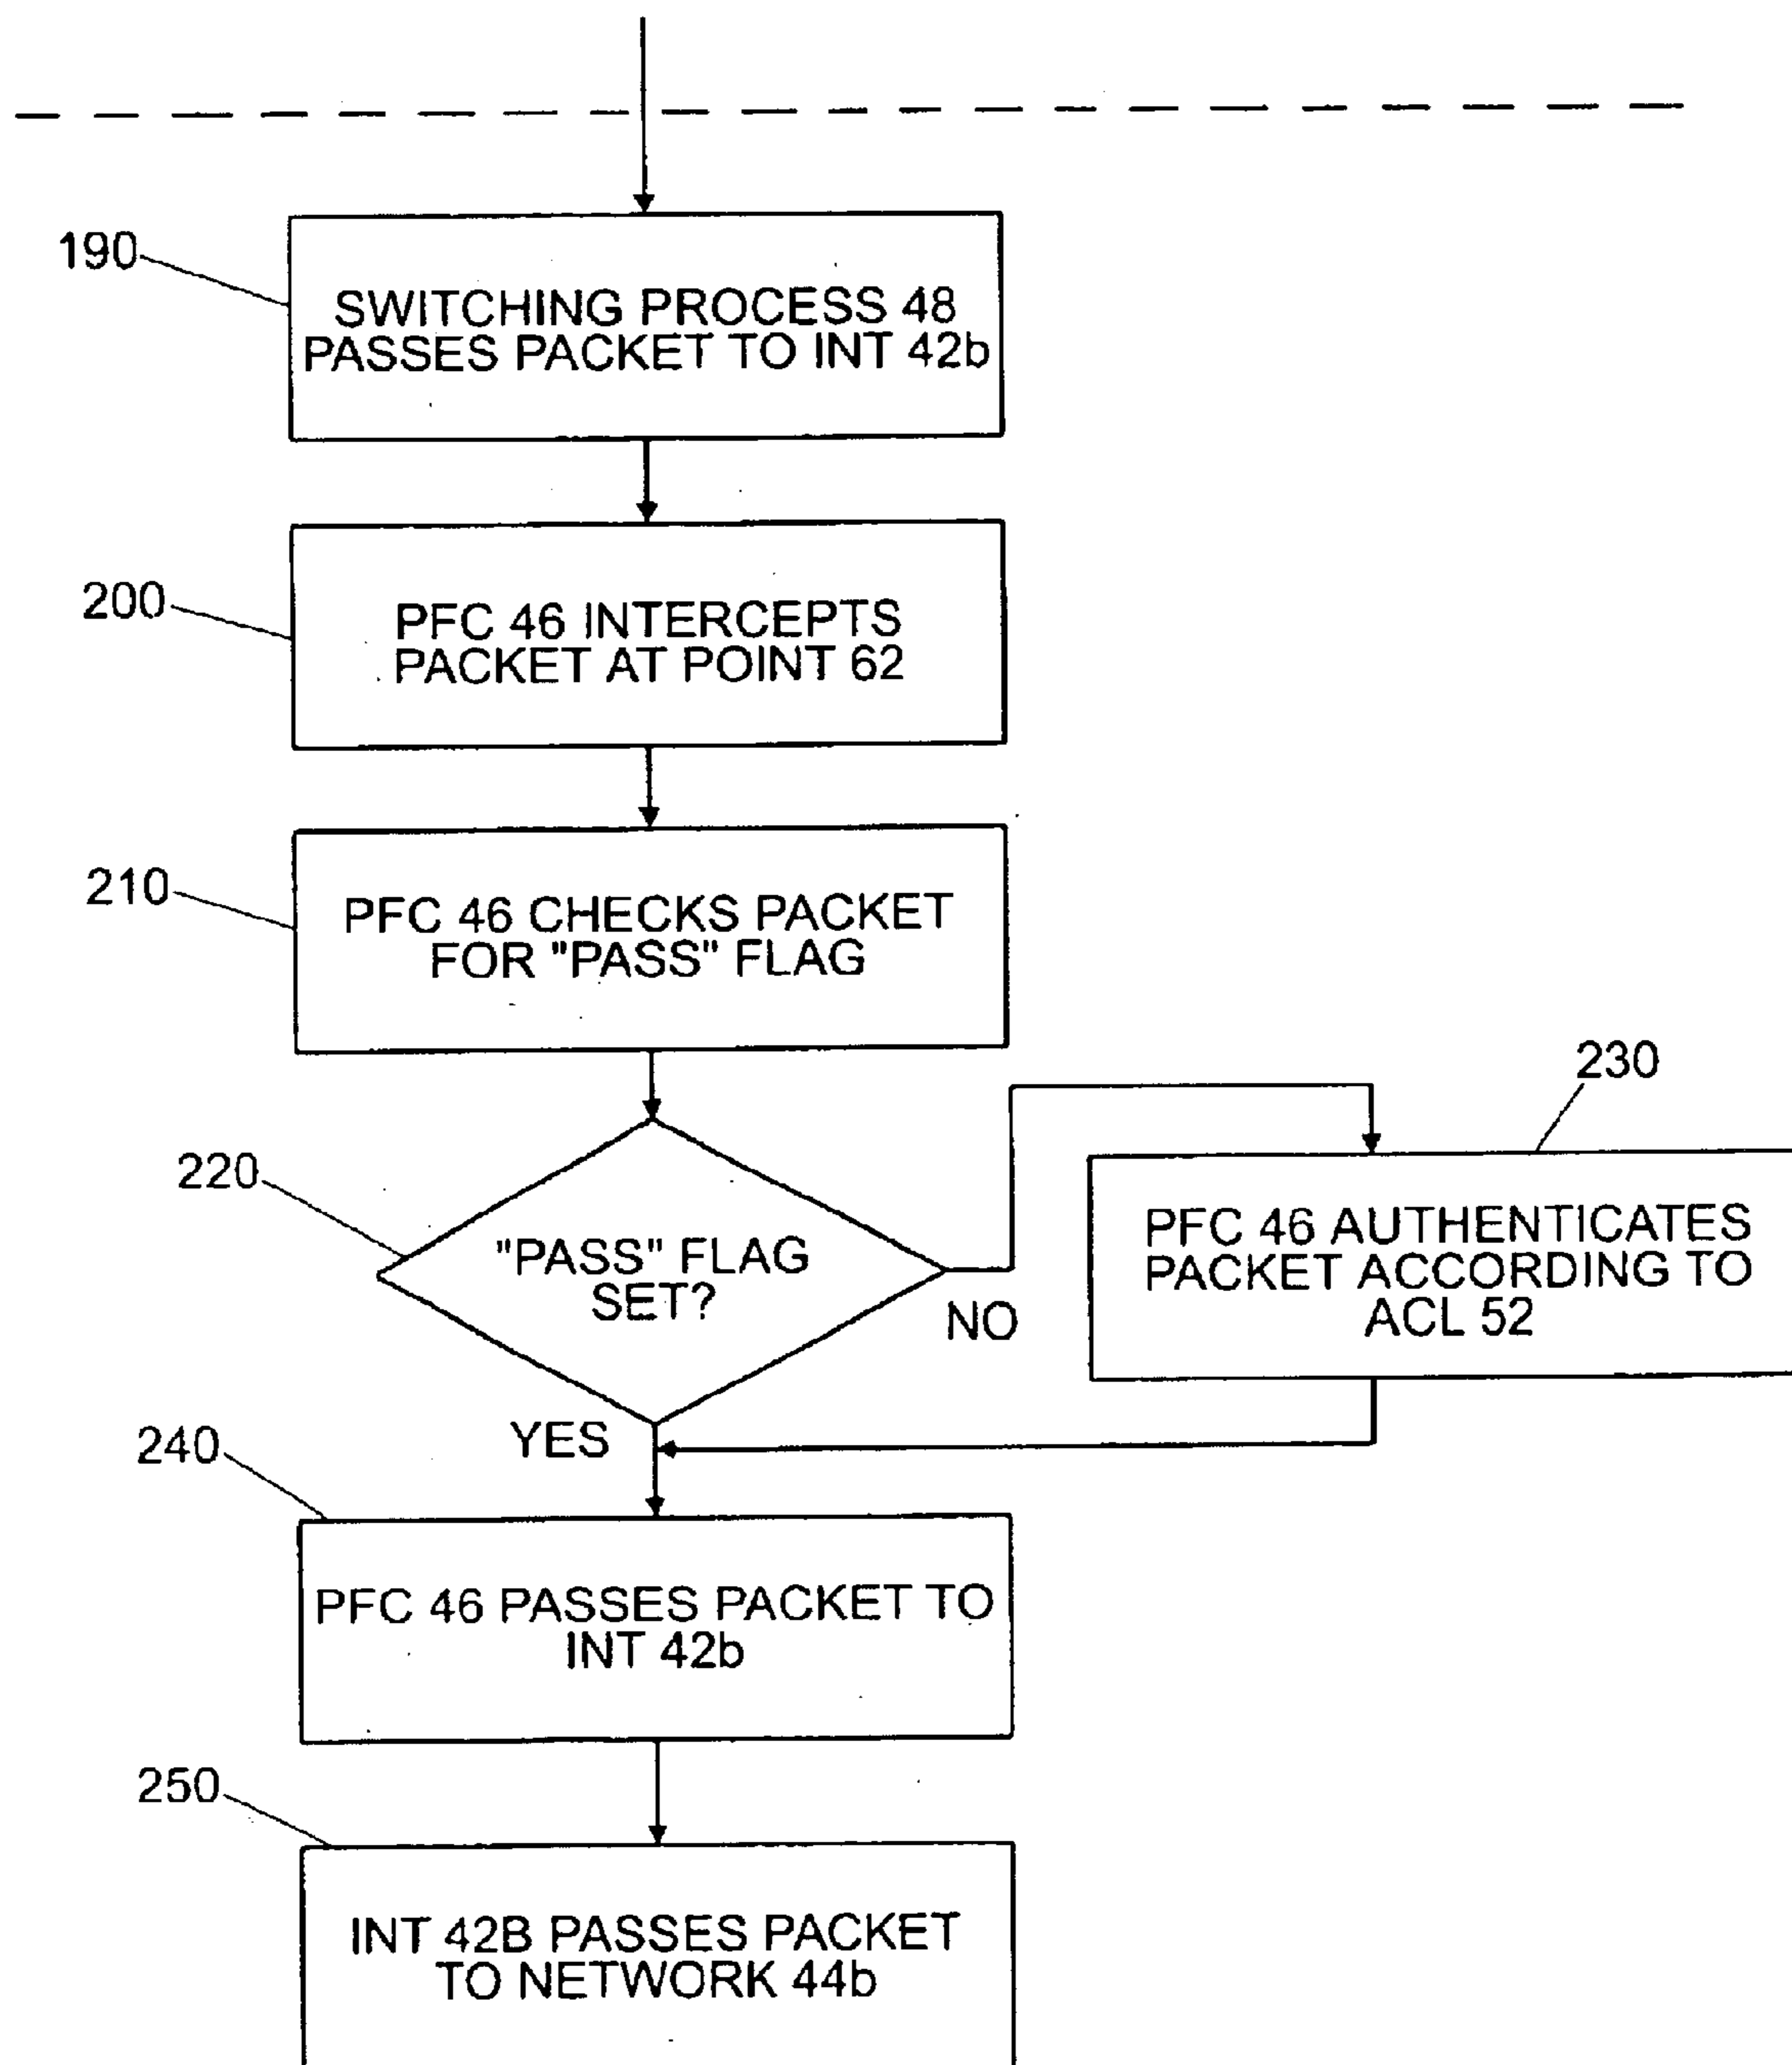 190
SWITCHING PROCESS 48
PASSES PACKET TO INT 42b
200
PFC 46 INTERCEPTS
PACKET AT POINT 62
210
PFC 46 CHECKS PACKET
FOR "PASS" FLAG
220
"PASS" FLAG
SET?
NO
230
PFC 46 AUTHENTICATES
PACKET ACCORDING TO
ACL 52
YES
240
PFC 46 PASSES PACKET TO
INT 42b
250
INT 42B PASSES PACKET
TO NETWORK 44b